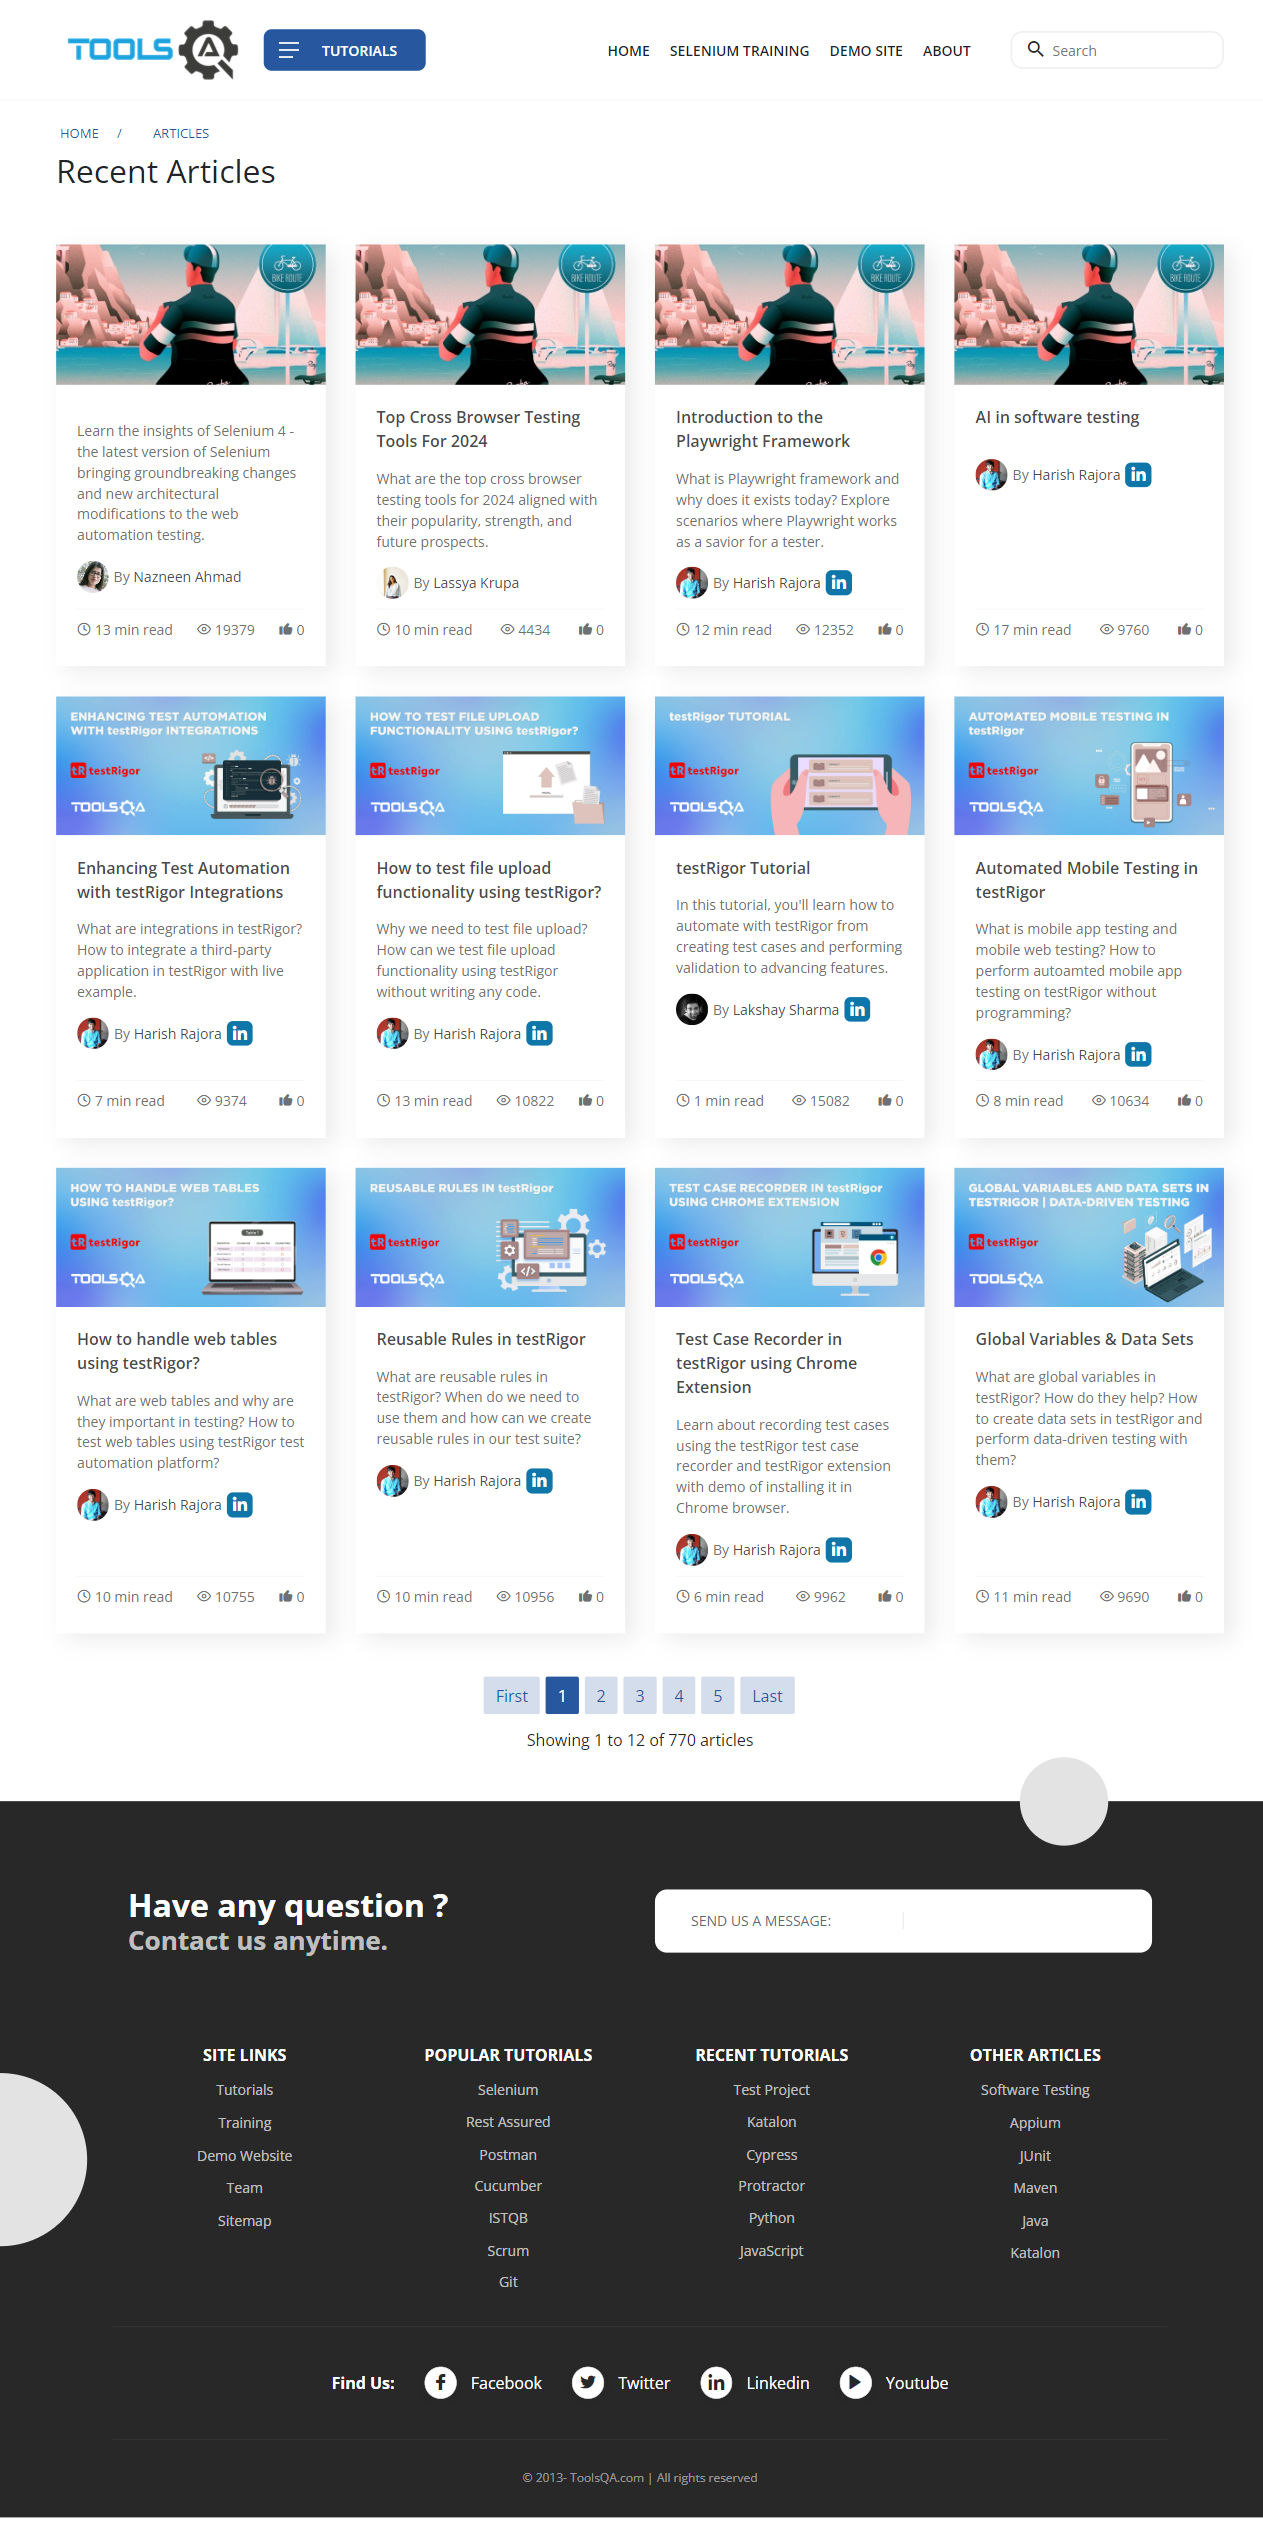 TOOLSQA
TUTORIALS
HOME SELENIUM TRAINING DEMO SITE ABOUT
Search
HOME / ARTICLES
Recent Articles
BIKE ROUTE
Learn the insights of Selenium 4 -
the latest version of Selenium
bringing groundbreaking changes
and new architectural
modifications to the web
automation testing.
By Nazneen Ahmad
13 min read 19379 0
BIKE ROUTE
Top Cross Browser Testing
Tools For 2024
What are the top cross browser
testing tools for 2024 aligned with
their popularity, strength, and
future prospects.
By Lassya Krupa
10 min read 4434 0
BIKE ROUTE
Introduction to the
Playwright Framework
What is Playwright framework and
why does it exists today? Explore
scenarios where Playwright works
as a savior for a tester.
By Harish Rajora in
12 min read 12352 0
BIKE ROUTE
AI in software testing
By Harish Rajora in
17 min read 9760 0
ENHANCING TEST AUTOMATION
WITH testRigor INTEGRATIONS
tR testRigor
TOOLSQA
Enhancing Test Automation
with testRigor Integrations
What are integrations in testRigor?
How to integrate a third-party
application in testRigor with live
example.
By Harish Rajora in
7 min read 9374 0
HOW TO TEST FILE UPLOAD
FUNCTIONALITY USING testRigor?
tR testRigor
TOOLSQA
How to test file upload
functionality using testRigor?
Why we need to test file upload?
How can we test file upload
functionality using testRigor
without writing any code.
By Harish Rajora in
13 min read 10822 0
testRigor TUTORIAL
tR testRigor
TOOLSQA
testRigor Tutorial
In this tutorial, you'll learn how to
automate with testRigor from
creating test cases and performing
validation to advancing features.
By Lakshay Sharma in
1 min read 15082 0
AUTOMATED MOBILE TESTING IN
testRigor
tR testRigor
TOOLSQA
Automated Mobile Testing in
testRigor
What is mobile app testing and
mobile web testing? How to
perform autoamted mobile app
testing on testRigor without
programming?
By Harish Rajora in
8 min read 10634 0
HOW TO HANDLE WEB TABLES
USING testRigor?
tR testRigor
TOOLSQA
Table 1
How to handle web tables
using testRigor?
What are web tables and why are
they important in testing? How to
test web tables using testRigor test
automation platform?
By Harish Rajora in
10 min read 10755 0
REUSABLE RULES IN testRigor
tR testRigor
TOOLSQA
</>
Reusable Rules in testRigor
What are reusable rules in
testRigor? When do we need to
use them and how can we create
reusable rules in our test suite?
By Harish Rajora in
10 min read 10956 0
TEST CASE RECORDER IN testRigor
USING CHROME EXTENSION
tR testRigor
TOOLSQA
Test Case Recorder in
testRigor using Chrome
Extension
Learn about recording test cases
using the testRigor test case
recorder and testRigor extension
with demo of installing it in
Chrome browser.
By Harish Rajora in
6 min read 9962 0
GLOBAL VARIABLES AND DATA SETS IN
TESTRIGOR | DATA-DRIVEN TESTING
tR testRigor
TOOLSQA
Global Variables & Data Sets
What are global variables in
testRigor? How do they help? How
to create data sets in testRigor and
perform data-driven testing with
them?
By Harish Rajora in
11 min read 9690 0
First 1 2 3 4 5 Last
Showing 1 to 12 of 770 articles
Have any question ?
Contact us anytime.
SEND US A MESSAGE:
SITE LINKS
Tutorials
Training
Demo Website
Team
Sitemap
POPULAR TUTORIALS
Selenium
Rest Assured
Postman
Cucumber
ISTQB
Scrum
Git
RECENT TUTORIALS
Test Project
Katalon
Cypress
Protractor
Python
JavaScript
OTHER ARTICLES
Software Testing
Appium
JUnit
Maven
Java
Katalon
Find Us: Facebook Twitter Linkedin Youtube
© 2013- ToolsQA.com | All rights reserved